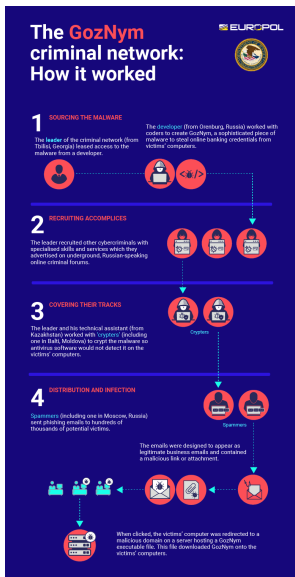 The GozNym
criminal network:
How it worked
EUROPOL
1
SOURCING THE MALWARE
The leader of the criminal network (from
Tbilisi, Georgia) leased access to the
malware from a developer.
The developer (from Orenburg, Russia) worked with
coders to create GozNym, a sophisticated piece of
malware to steal online banking credentials from
victims' computers.
2
RECRUITING ACCOMPLICES
The leader recruited other cybercriminals with
specialised skills and services which they
advertised on underground, Russian-speaking
online criminal forums.
3
COVERING THEIR TRACKS
The leader and his technical assistant (from
Kazakhstan) worked with 'crypters' (including
one in Balti, Moldova) to crypt the malware so
antivirus software would not detect it on the
victims' computers.
Crypters
4
DISTRIBUTION AND INFECTION
Spammers (including one in Moscow, Russia)
sent phishing emails to hundreds of
thousands of potential victims.
Spammers
The emails were designed to appear as
legitimate business emails and contained
a malicious link or attachment.
When clicked, the victims' computer was redirected to
a malicious domain on a server hosting a GozNym
executable file. This file downloaded GozNym onto the
victims' computers.